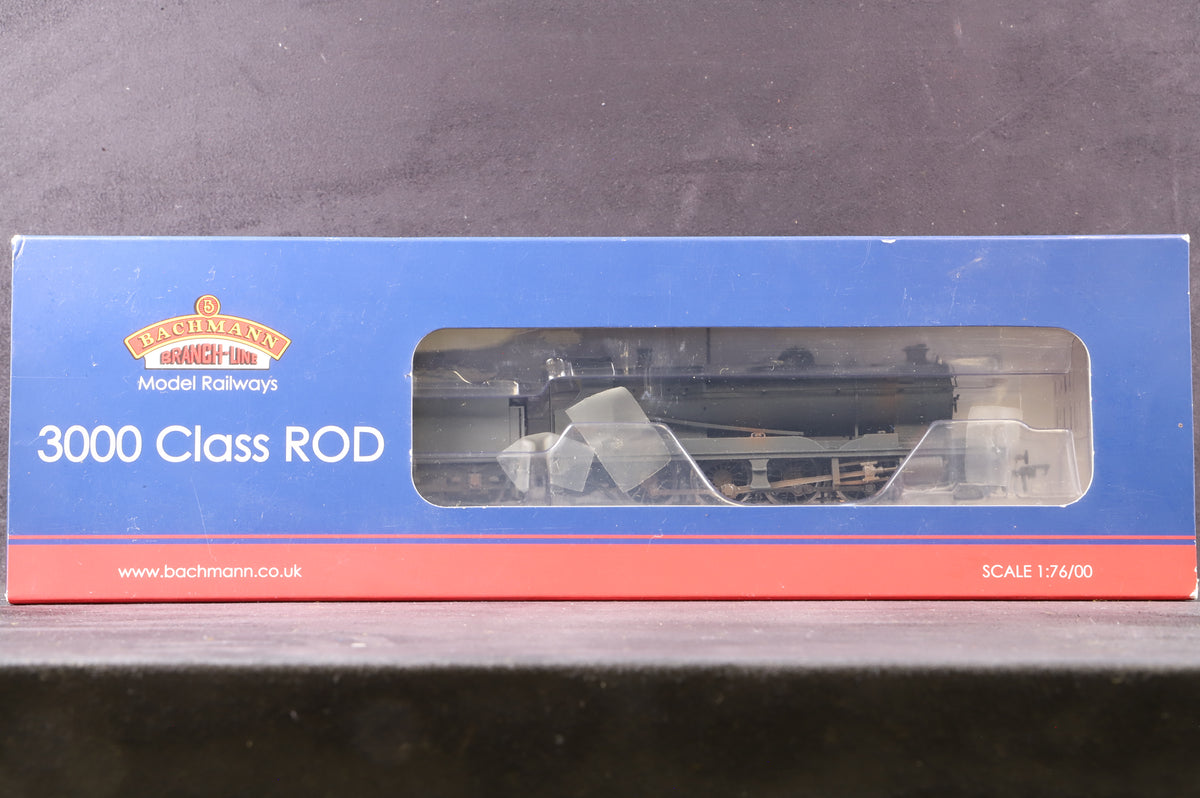 BACHMANN
BRANCH-LINE
Model Railways
3000 Class ROD
www.bachmann.co.uk
SCALE 1:76/00